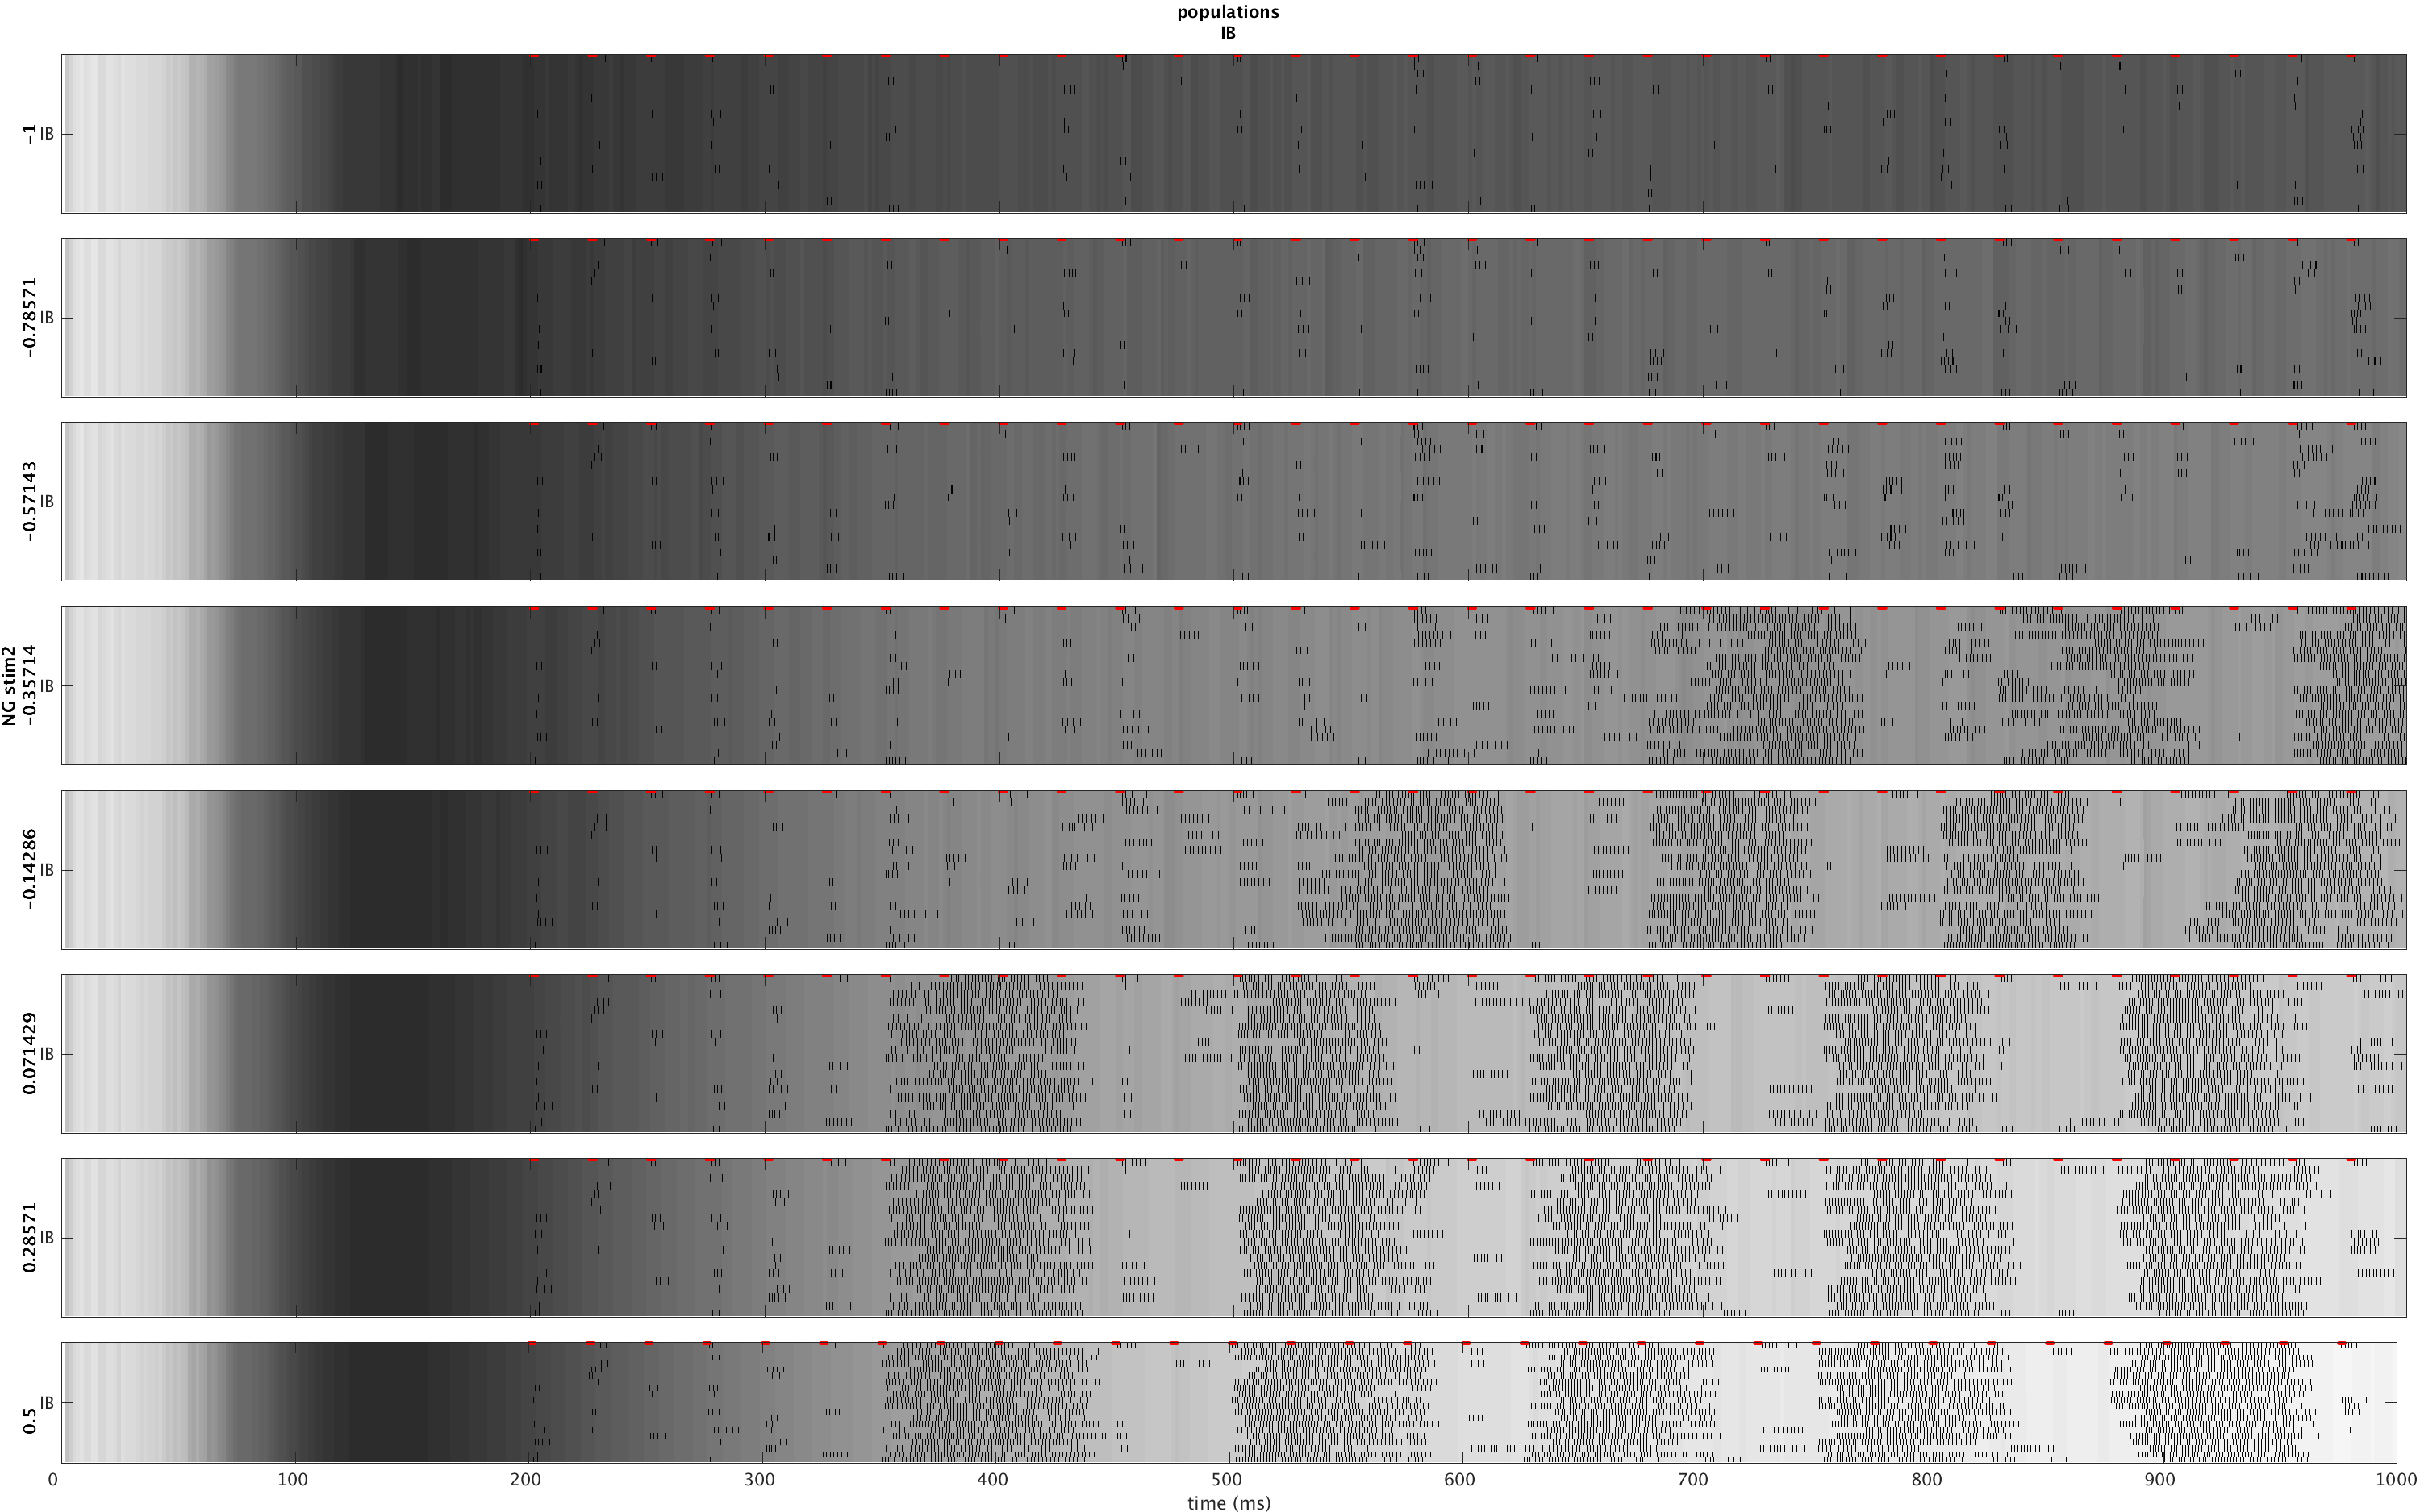 populations
IB
-1 IB
-0.78571 IB
-0.57143 IB
NG stim2
-0.35714 IB
-0.14286 IB
0.071429 IB
0.28571 IB
0.5 IB
0 100 200 300 400 500 600 700 800 900 1000
time (ms)